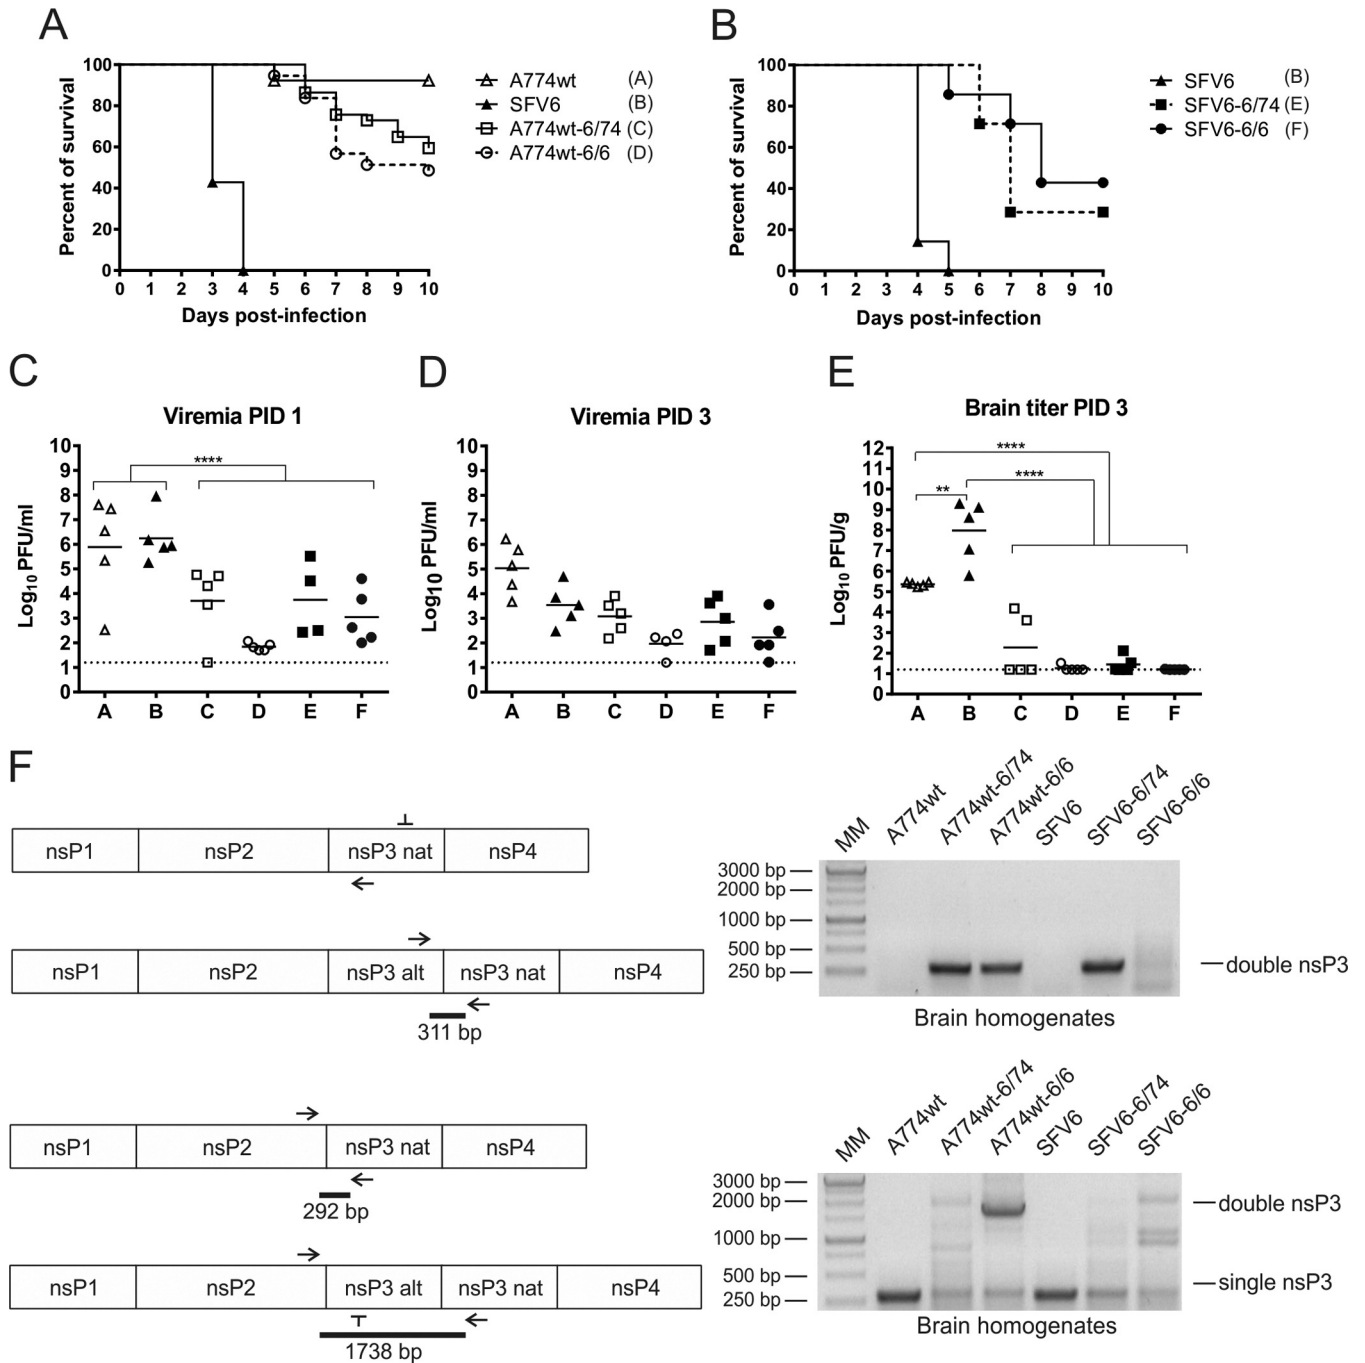 A
Percent of survival
100
80
60
40
20
0
0 1 2 3 4 5 6 7 8 9 10
Days post-infection
A774wt (A)
SFV6 (B)
A774wt-6/74 (C)
A774wt-6/6 (D)
B
Percent of survival
100
80
60
40
20
0
0 1 2 3 4 5 6 7 8 9 10
Days post-infection
SFV6 (B)
SFV6-6/74 (E)
SFV6-6/6 (F)
C
Viremia PID 1
Log10 PFU/ml
10
9
8
7
6
5
4
3
2
1
0
****
A B C D E F
D
Viremia PID 3
Log10 PFU/ml
10
9
8
7
6
5
4
3
2
1
0
A B C D E F
E
Brain titer PID 3
Log10 PFU/g
12
11
10
9
8
7
6
5
4
3
2
1
0
****
****
**
A B C D E F
F
nsP1 nsP2 nsP3 nat nsP4
nsP1 nsP2 nsP3 alt nsP3 nat nsP4
311 bp
MM A774wt A774wt-6/74 A774wt-6/6 SFV6 SFV6-6/74 SFV6-6/6
3000 bp
2000 bp
1000 bp
500 bp
250 bp
double nsP3
Brain homogenates
nsP1 nsP2 nsP3 nat nsP4
292 bp
nsP1 nsP2 nsP3 alt nsP3 nat nsP4
1738 bp
MM A774wt A774wt-6/74 A774wt-6/6 SFV6 SFV6-6/74 SFV6-6/6
3000 bp
2000 bp
1000 bp
500 bp
250 bp
double nsP3
single nsP3
Brain homogenates